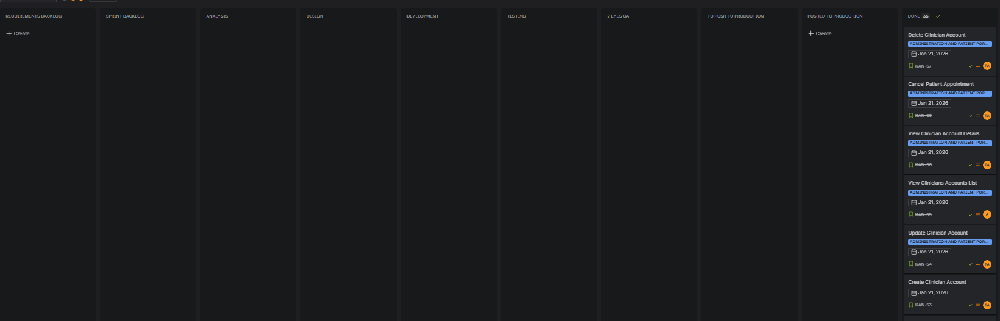 REQUIREMENTS BACKLOG
+ Create
SPRINT BACKLOG
ANALYSIS
DESIGN
DEVELOPMENT
TESTING
2 EYES QA
TO PUSH TO PRODUCTION
PUSHED TO PRODUCTION
+ Create
DONE 35
Delete Clinician Account
ADMINISTRATION AND PATIENT POR...
Jan 21, 2026
KAN-57
TA
Cancel Patient Appointment
ADMINISTRATION AND PATIENT POR...
Jan 21, 2026
TA
View Clinician Account Details
ADMINISTRATION AND PATIENT POR...
Jan 21, 2026
KAN-56
TA
View Clinicians Accounts List
ADMINISTRATION AND PATIENT POR...
Jan 21, 2026
KAN-55
A
Update Clinician Account
ADMINISTRATION AND PATIENT POR...
Jan 21, 2026
KAN-54
TA
Create Clinician Account
Jan 21, 2026
KAN-53
TA